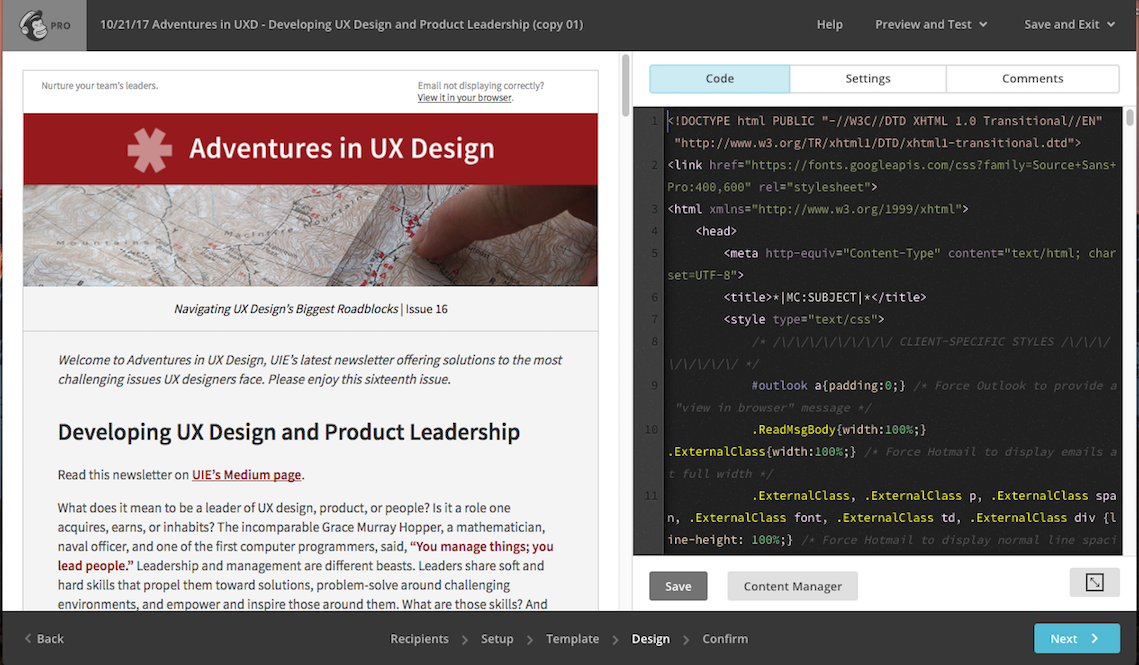 PRO
10/21/17 Adventures in UXD - Developing UX Design and Product Leadership (copy 01)
Help
Preview and Test
Save and Exit
Nurture your team's leaders.
Email not displaying correctly?
View it in your browser.
Adventures in UX Design
Navigating UX Design's Biggest Roadblocks | Issue 16
Welcome to Adventures in UX Design, UIE's latest newsletter offering solutions to the most
challenging issues UX designers face. Please enjoy this sixteenth issue.
Developing UX Design and Product Leadership
Read this newsletter on UIE's Medium page.
What does it mean to be a leader of UX design, product, or people? Is it a role one
acquires, earns, or inhabits? The incomparable Grace Murray Hopper, a mathematician,
naval officer, and one of the first computer programmers, said, “You manage things; you
lead people.” Leadership and management are different beasts. Leaders share soft and
hard skills that propel them toward solutions, problem-solve around challenging
environments, and empower and inspire those around them. What are those skills? And
Code
Settings
Comments
1 <!DOCTYPE html PUBLIC "-//W3C//DTD XHTML 1.0 Transitional//EN"
"http://www.w3.org/TR/xhtml1/DTD/xhtml1-transitional.dtd">
2 <link href="https://fonts.googleapis.com/css?family=Source+Sans+
Pro:400,600" rel="stylesheet">
3 <html xmlns="http://www.w3.org/1999/xhtml">
4 <head>
5 <meta http-equiv="Content-Type" content="text/html; char
set=UTF-8">
6 <title>*|MC:SUBJECT|*</title>
7 <style type="text/css">
8 /* /\/\/\/\/\/\/\/\/ CLIENT-SPECIFIC STYLES /\/\/\/
\/\/\/\/\/\/ */
9 #outlook a{padding:0;} /* Force Outlook to provide a
"view in browser" message */
10 .ReadMsgBody{width:100%;}
.ExternalClass{width:100%;} /* Force Hotmail to display emails a
t full width */
11 .ExternalClass, .ExternalClass p, .ExternalClass spa
n, .ExternalClass font, .ExternalClass td, .ExternalClass div {l
ine-height: 100%;} /* Force Hotmail to display normal line spaci
Save
Content Manager
Back
Recipients
Setup
Template
Design
Confirm
Next